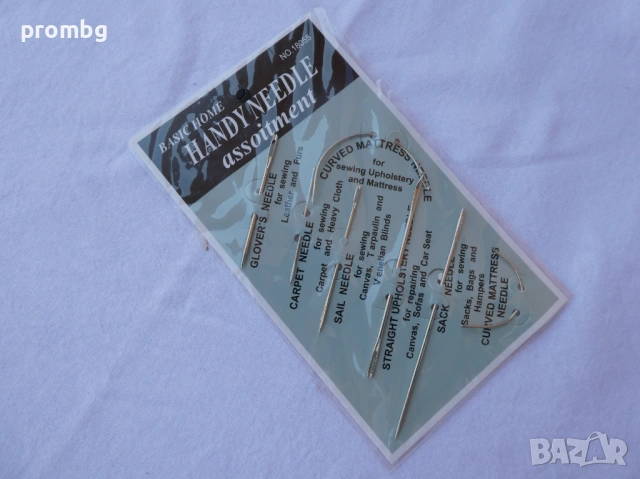 prombg
NO.18055
BASIC HOME
HANDY NEEDLE
assoitment
GLOVER'S NEEDLE
for sewing
Leather and Furs
CARPET NEEDLE
for sewing
Carpet and Heavy Cloth
CURVED MATTRESS NEEDLE
for
sewing Upholstery
and Mattress
SAIL NEEDLE
for sewing
Canvas, Tarpaulin and
Venetian Blinds
STRAIGHT UPHOLSTERY NEEDLE
for repairing
Canvas, Sofas and Car Seat
SACK NEEDLE
for sewing
Sacks, Bags and
Hampers
CURVED MATTRESS
NEEDLE
BAZAR